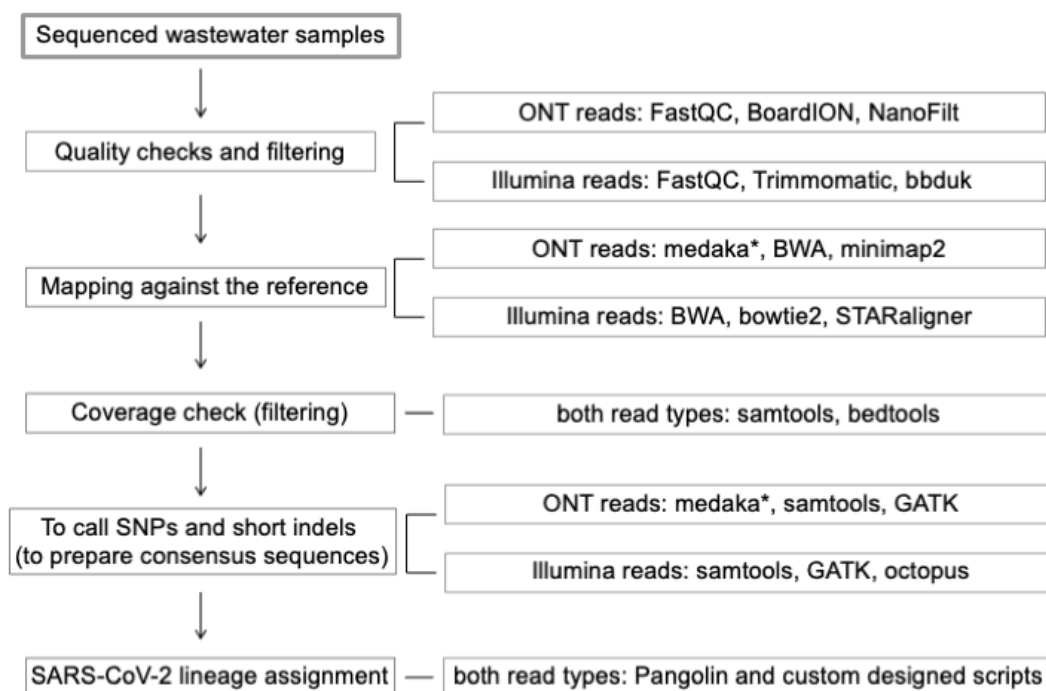 Sequenced wastewater samples
ONT reads: FastQC, BoardION, NanoFilt
Quality checks and filtering
Illumina reads: FastQC, Trimmomatic, bbduk
ONT reads: medaka*, BWA, minimap2
Mapping against the reference
Illumina reads: BWA, bowtie2, STARaligner
Coverage check (filtering)
both read types: samtools, bedtools
ONT reads: medaka*, samtools, GATK
To call SNPs and short indels
(to prepare consensus sequences)
Illumina reads: samtools, GATK, octopus
SARS-CoV-2 lineage assignment
both read types: Pangolin and custom designed scripts